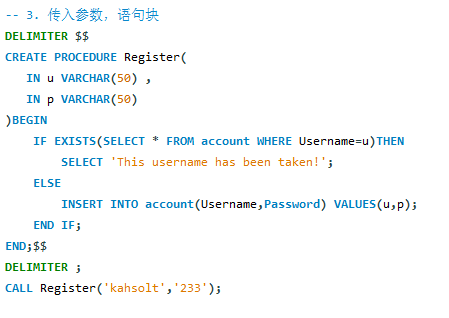 -- 3. 传入参数，语句块
DELIMITER $$
CREATE PROCEDURE Register(
   IN u VARCHAR(50) ,
   IN p VARCHAR(50)
)BEGIN
    IF EXISTS(SELECT * FROM account WHERE Username=u)THEN
        SELECT 'This username has been taken!';
    ELSE
        INSERT INTO account(Username,Password) VALUES(u,p);
    END IF;
END;$$
DELIMITER ;
CALL Register('kahsolt','233');